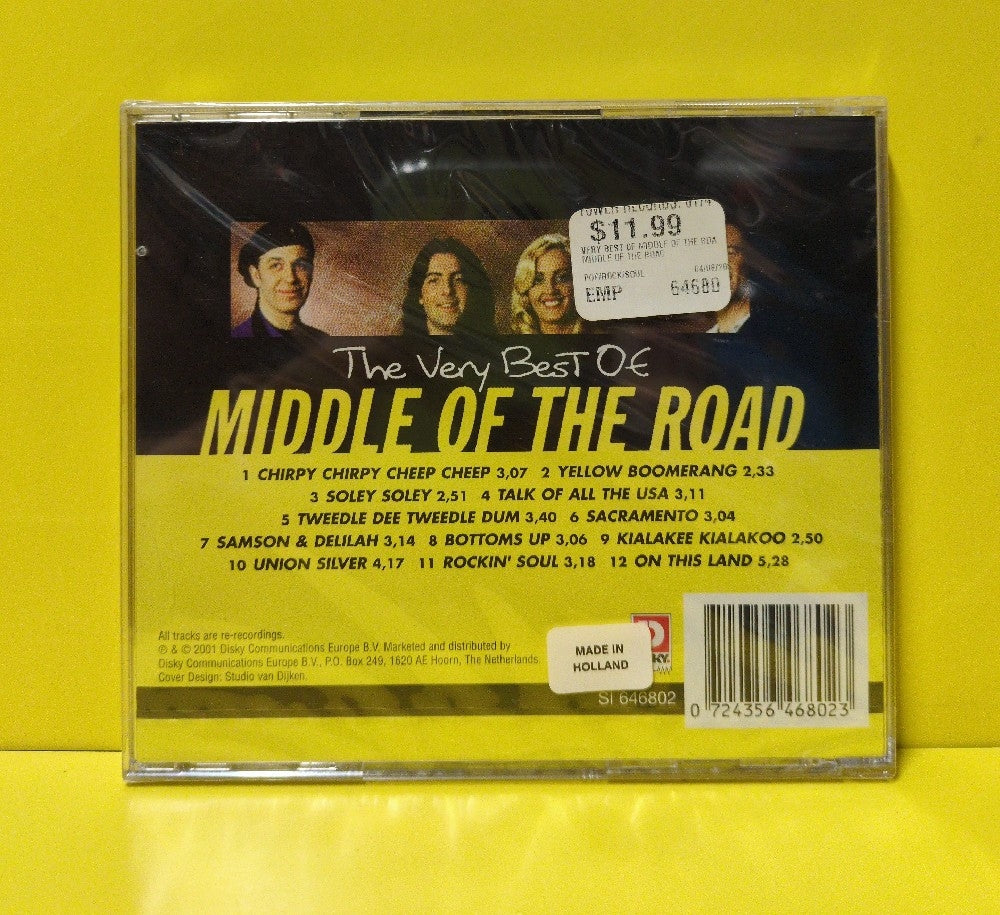 TOWER RECORDS
$11.99
VERY BEST OF MIDDLE OF THE ROA
MIDDLE OF THE ROAD
POP/ROCK/SOUL
EMP 64680
The Very Best Of
MIDDLE OF THE ROAD
1 CHIRPY CHIRPY CHEEP CHEEP 3,07 2 YELLOW BOOMERANG 2,33
3 SOLEY SOLEY 2,51 4 TALK OF ALL THE USA 3,11
5 TWEEDLE DEE TWEEDLE DUM 3,40 6 SACRAMENTO 3,04
7 SAMSON & DELILAH 3,14 8 BOTTOMS UP 3,06 9 KIALAKEE KIALAKOO 2,50
10 UNION SILVER 4,17 11 ROCKIN' SOUL 3,18 12 ON THIS LAND 5,28
All tracks are re-recordings.
℗ & © 2001 Disky Communications Europe B.V. Marketed and distributed by
Disky Communications Europe B.V., P.O. Box 249, 1620 AE Hoorn, The Netherlands.
Cover Design: Studio van Dijken.
MADE IN
HOLLAND
SI 646802
0 724356 468023